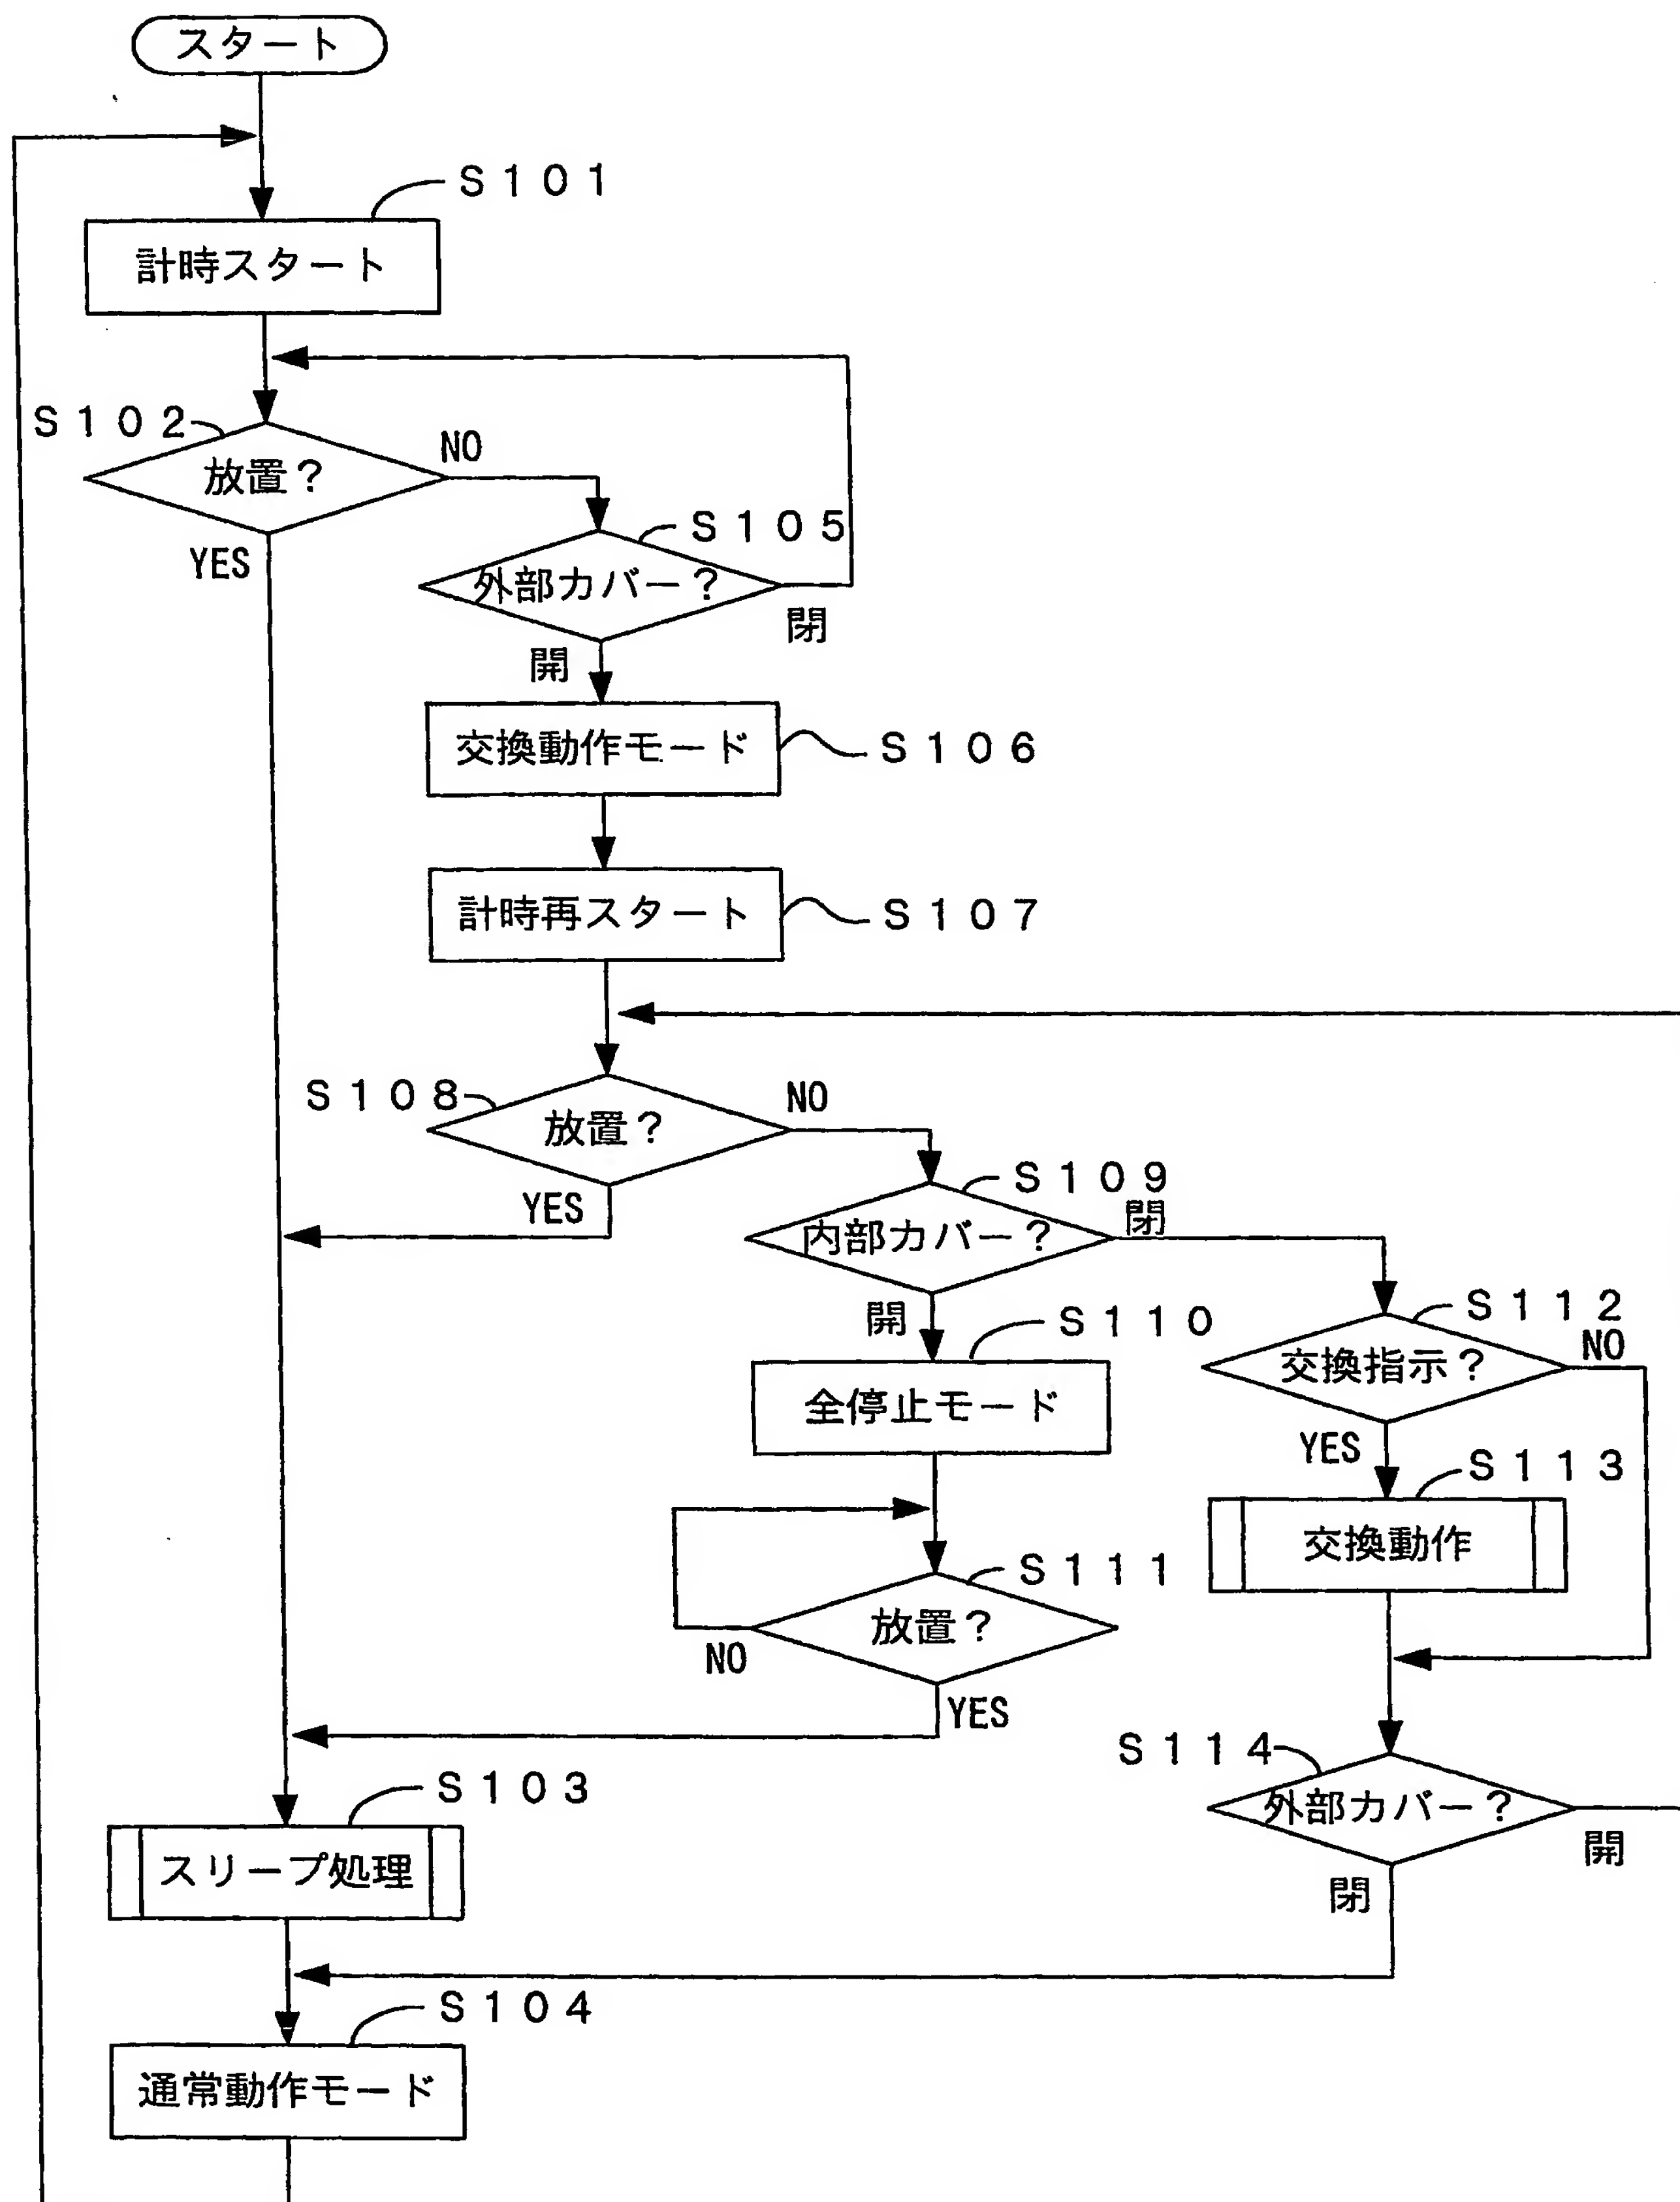 スタート
S101
計時スタート
S102
放置？
NO
YES
S105
外部カバー？
閉
開
交換動作モード
S106
計時再スタート
S107
S108
放置？
NO
YES
S109
内部カバー？
閉
開
S110
全停止モード
S112
交換指示？
NO
YES
S113
交換動作
S111
放置？
NO
YES
S114
外部カバー？
開
閉
S103
スリープ処理
S104
通常動作モード